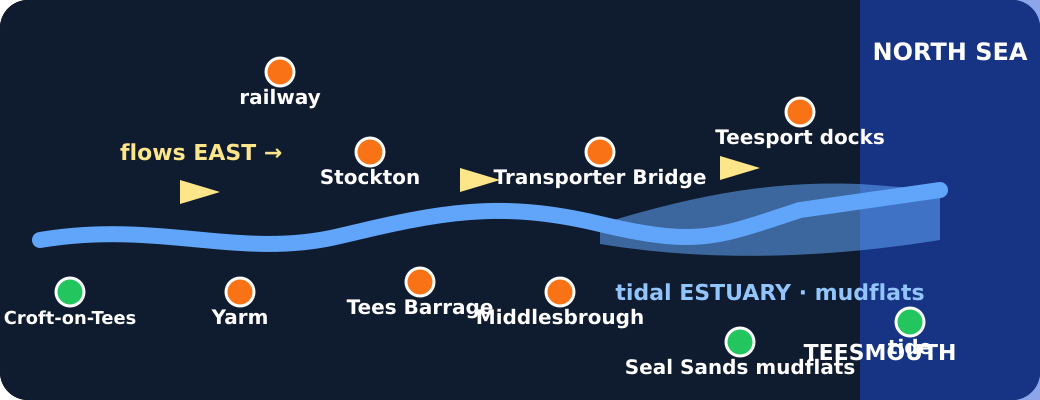 NORTH SEA
railway
Teesport docks
flows EAST →
Stockton
Transporter Bridge
tidal ESTUARY · mudflats
Croft-on-Tees
Yarm
Tees Barrage
Middlesbrough
tide
TEESMOUTH
Seal Sands mudflats